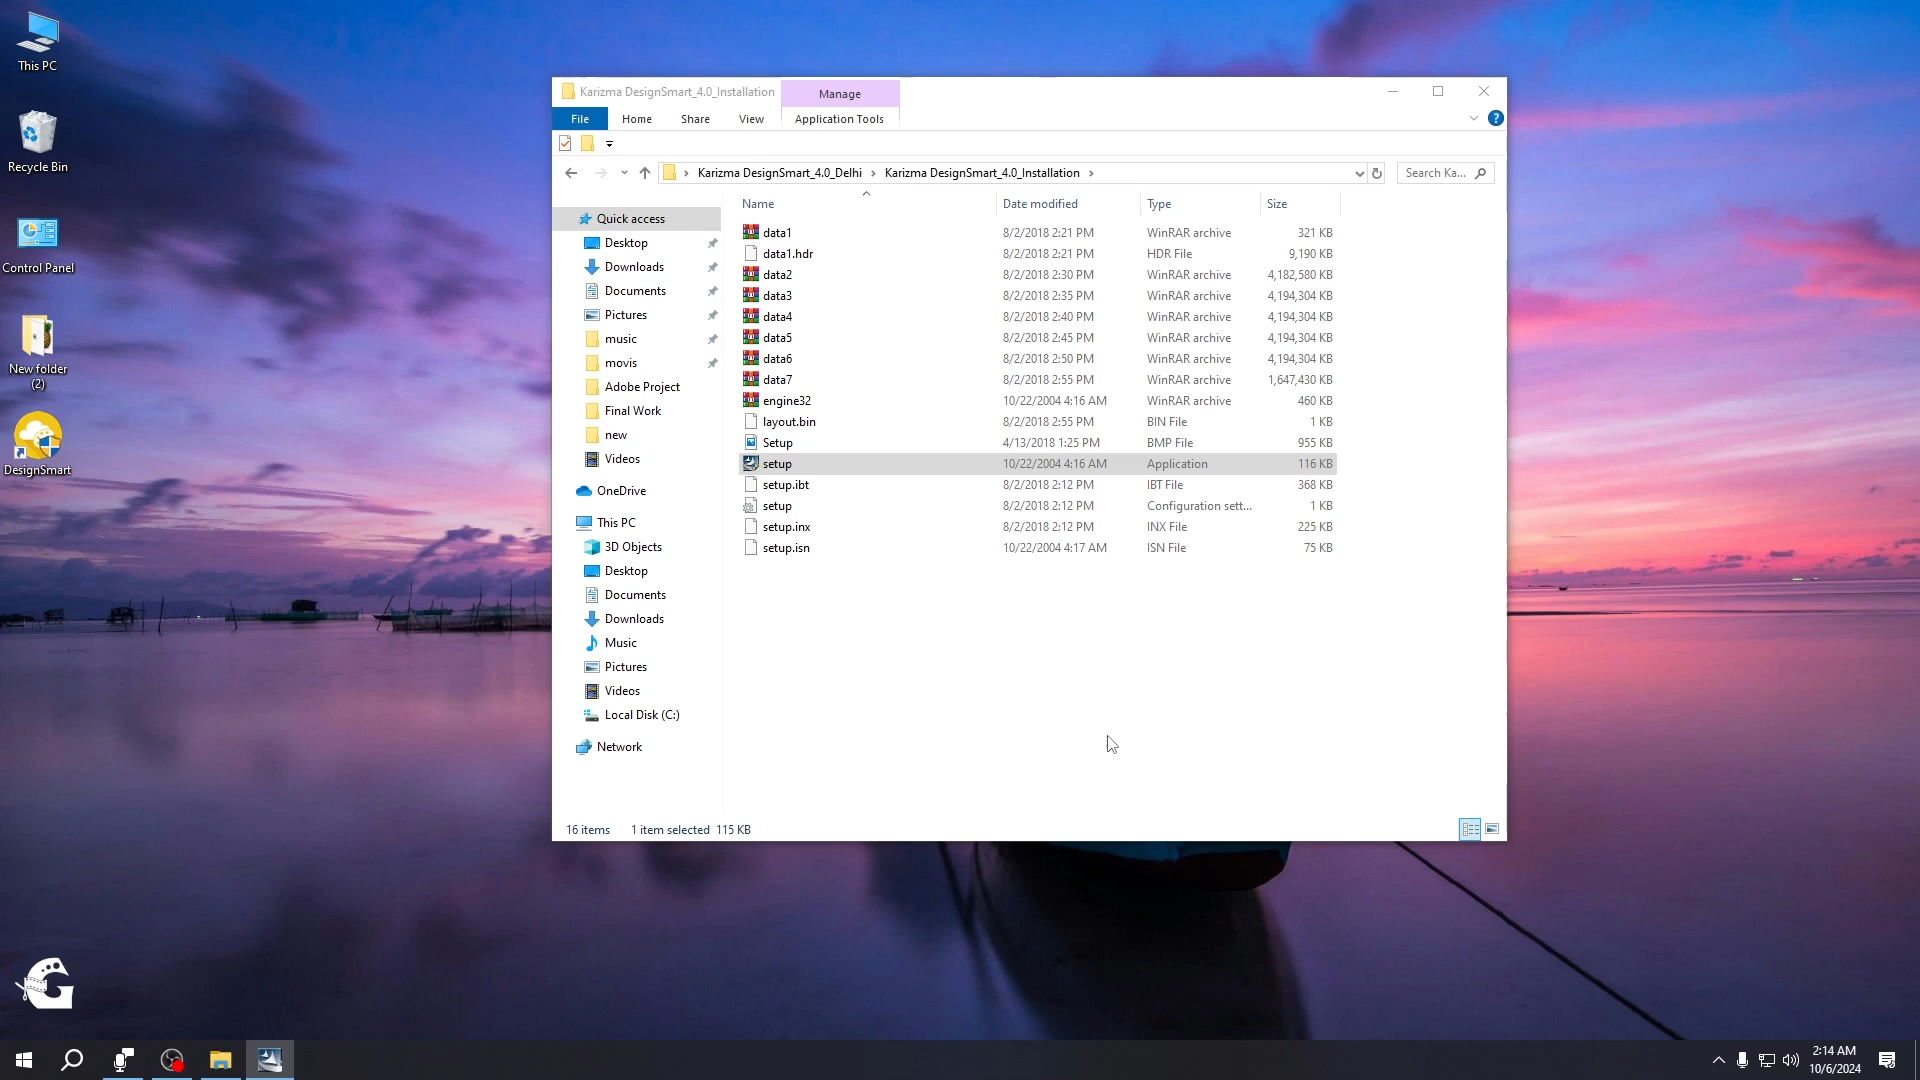 This PC
Recycle Bin
Control Panel
New folder
(2)
DesignSmart
Karizma DesignSmart_4.0_Installation
Manage
File
Home
Share
View
Application Tools
Karizma DesignSmart_4.0_Delhi
Karizma DesignSmart_4.0_Installation
Search Ka...
Name Date modified Type Size
Quick access
Desktop
Downloads
Documents
Pictures
music
movis
Adobe Project
Final Work
new
Videos
OneDrive
This PC
3D Objects
Desktop
Documents
Downloads
Music
Pictures
Videos
Local Disk (C:)
Network
data1 8/2/2018 2:21 PM WinRAR archive 321 KB
data1.hdr 8/2/2018 2:21 PM HDR File 9,190 KB
data2 8/2/2018 2:30 PM WinRAR archive 4,182,580 KB
data3 8/2/2018 2:35 PM WinRAR archive 4,194,304 KB
data4 8/2/2018 2:40 PM WinRAR archive 4,194,304 KB
data5 8/2/2018 2:45 PM WinRAR archive 4,194,304 KB
data6 8/2/2018 2:50 PM WinRAR archive 4,194,304 KB
data7 8/2/2018 2:55 PM WinRAR archive 1,647,430 KB
engine32 10/22/2004 4:16 AM WinRAR archive 460 KB
layout.bin 8/2/2018 2:55 PM BIN File 1 KB
Setup 4/13/2018 1:25 PM BMP File 955 KB
setup 10/22/2004 4:16 AM Application 116 KB
setup.ibt 8/2/2018 2:12 PM IBT File 368 KB
setup 8/2/2018 2:12 PM Configuration sett... 1 KB
setup.inx 8/2/2018 2:12 PM INX File 225 KB
setup.isn 10/22/2004 4:17 AM ISN File 75 KB
16 items 1 item selected 115 KB
2:14 AM
10/6/2024